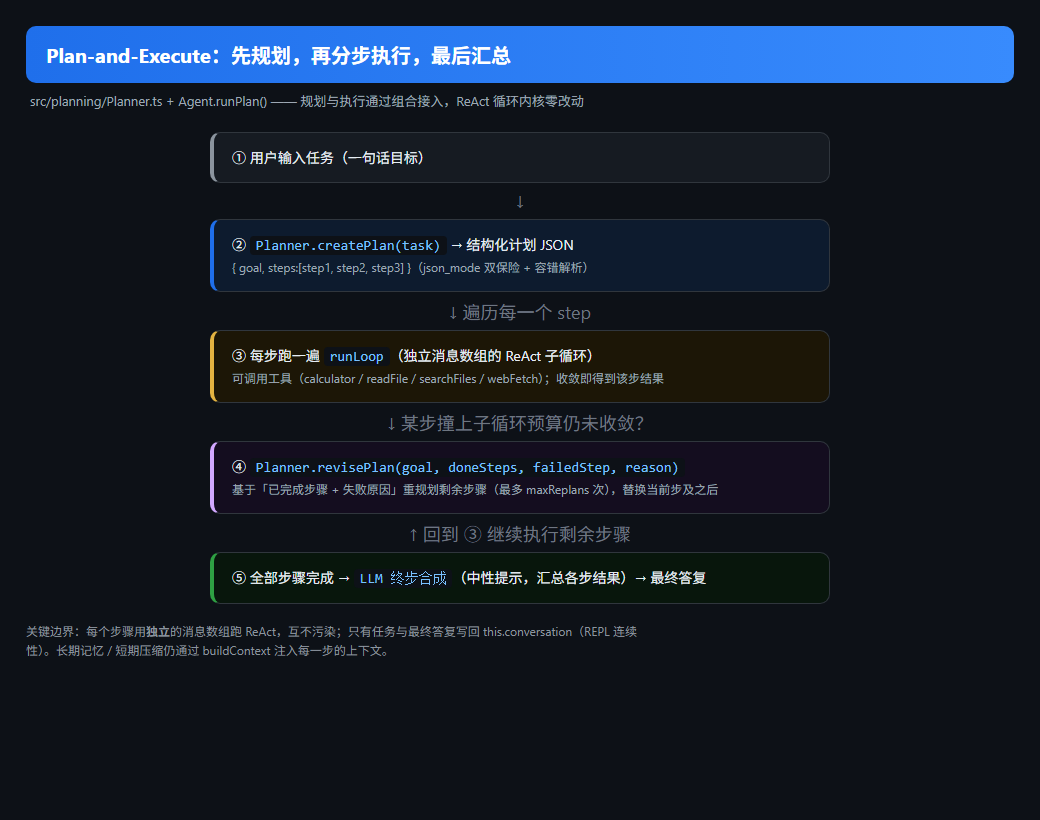 Plan-and-Execute：先规划，再分步执行，最后汇总
src/planning/Planner.ts + Agent.runPlan() —— 规划与执行通过组合接入，ReAct 循环内核零改动
① 用户输入任务（一句话目标）
↓
② Planner.createPlan(task) → 结构化计划 JSON
{ goal, steps:[step1, step2, step3] }（json_mode 双保险 + 容错解析）
↓ 遍历每一个 step
③ 每步跑一遍 runLoop （独立消息数组的 ReAct 子循环）
可调用工具（calculator / readFile / searchFiles / webFetch）；收敛即得到该步结果
↓ 某步撞上子循环预算仍未收敛？
④ Planner.revisePlan(goal, doneSteps, failedStep, reason)
基于「已完成步骤 + 失败原因」重规划剩余步骤（最多 maxReplans 次），替换当前步及之后
↑ 回到 ③ 继续执行剩余步骤
⑤ 全部步骤完成 → LLM 终步合成 （中性提示，汇总各步结果）→ 最终答复
关键边界：每个步骤用独立的消息数组跑 ReAct，互不污染；只有任务与最终答复写回 this.conversation（REPL 连续
性）。长期记忆 / 短期压缩仍通过 buildContext 注入每一步的上下文。